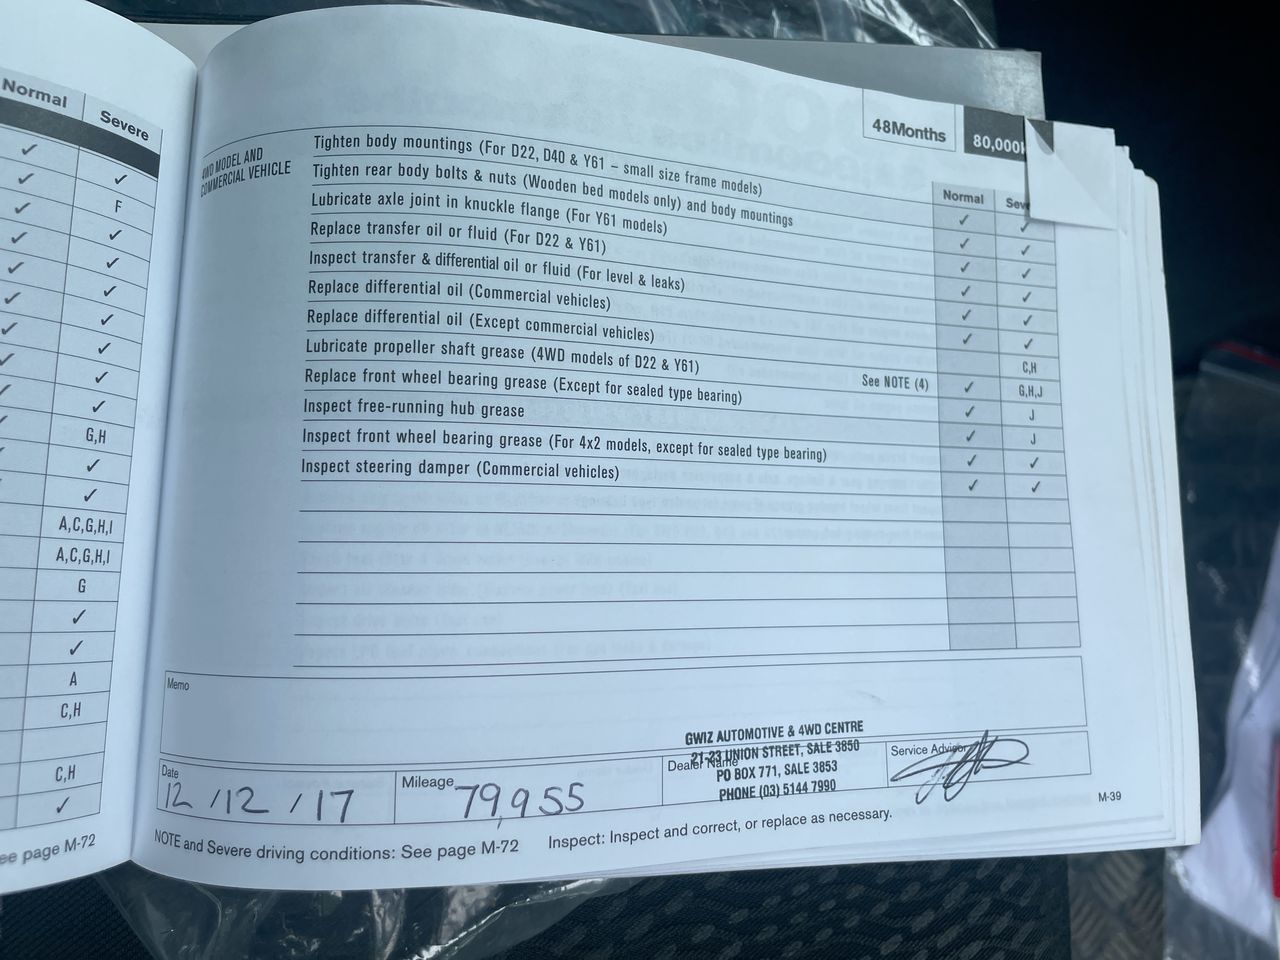 Normal
Severe
✓
✓ ✓
✓ F
✓ ✓
✓ ✓
✓ ✓
✓ ✓
✓ ✓
✓ ✓
✓ ✓
G,H
✓
✓
A,C,G,H,I
A,C,G,H,I
G
✓
✓
A
C,H
C,H
✓
ee page M-72
48Months
80,000
4WD MODEL AND
COMMERCIAL VEHICLE
Normal
Sev
Tighten body mountings (For D22, D40 & Y61 – small size frame models) ✓ ✓
Tighten rear body bolts & nuts (Wooden bed models only) and body mountings ✓ ✓
Lubricate axle joint in knuckle flange (For Y61 models) ✓ ✓
Replace transfer oil or fluid (For D22 & Y61) ✓ ✓
Inspect transfer & differential oil or fluid (For level & leaks) ✓ ✓
Replace differential oil (Commercial vehicles) ✓ ✓
Replace differential oil (Except commercial vehicles) C,H
Lubricate propeller shaft grease (4WD models of D22 & Y61) See NOTE (4) ✓ G,H,J
Replace front wheel bearing grease (Except for sealed type bearing) ✓ J
Inspect free-running hub grease ✓ J
Inspect front wheel bearing grease (For 4x2 models, except for sealed type bearing) ✓ ✓
Inspect steering damper (Commercial vehicles) ✓ ✓
Memo
Date
12/12/17
Mileage
79,955
Dealer Name
GWIZ AUTOMOTIVE & 4WD CENTRE
21-23 UNION STREET, SALE 3850
PO BOX 771, SALE 3853
PHONE (03) 5144 7990
Service Advisor
NOTE and Severe driving conditions: See page M-72 Inspect: Inspect and correct, or replace as necessary.
M-39